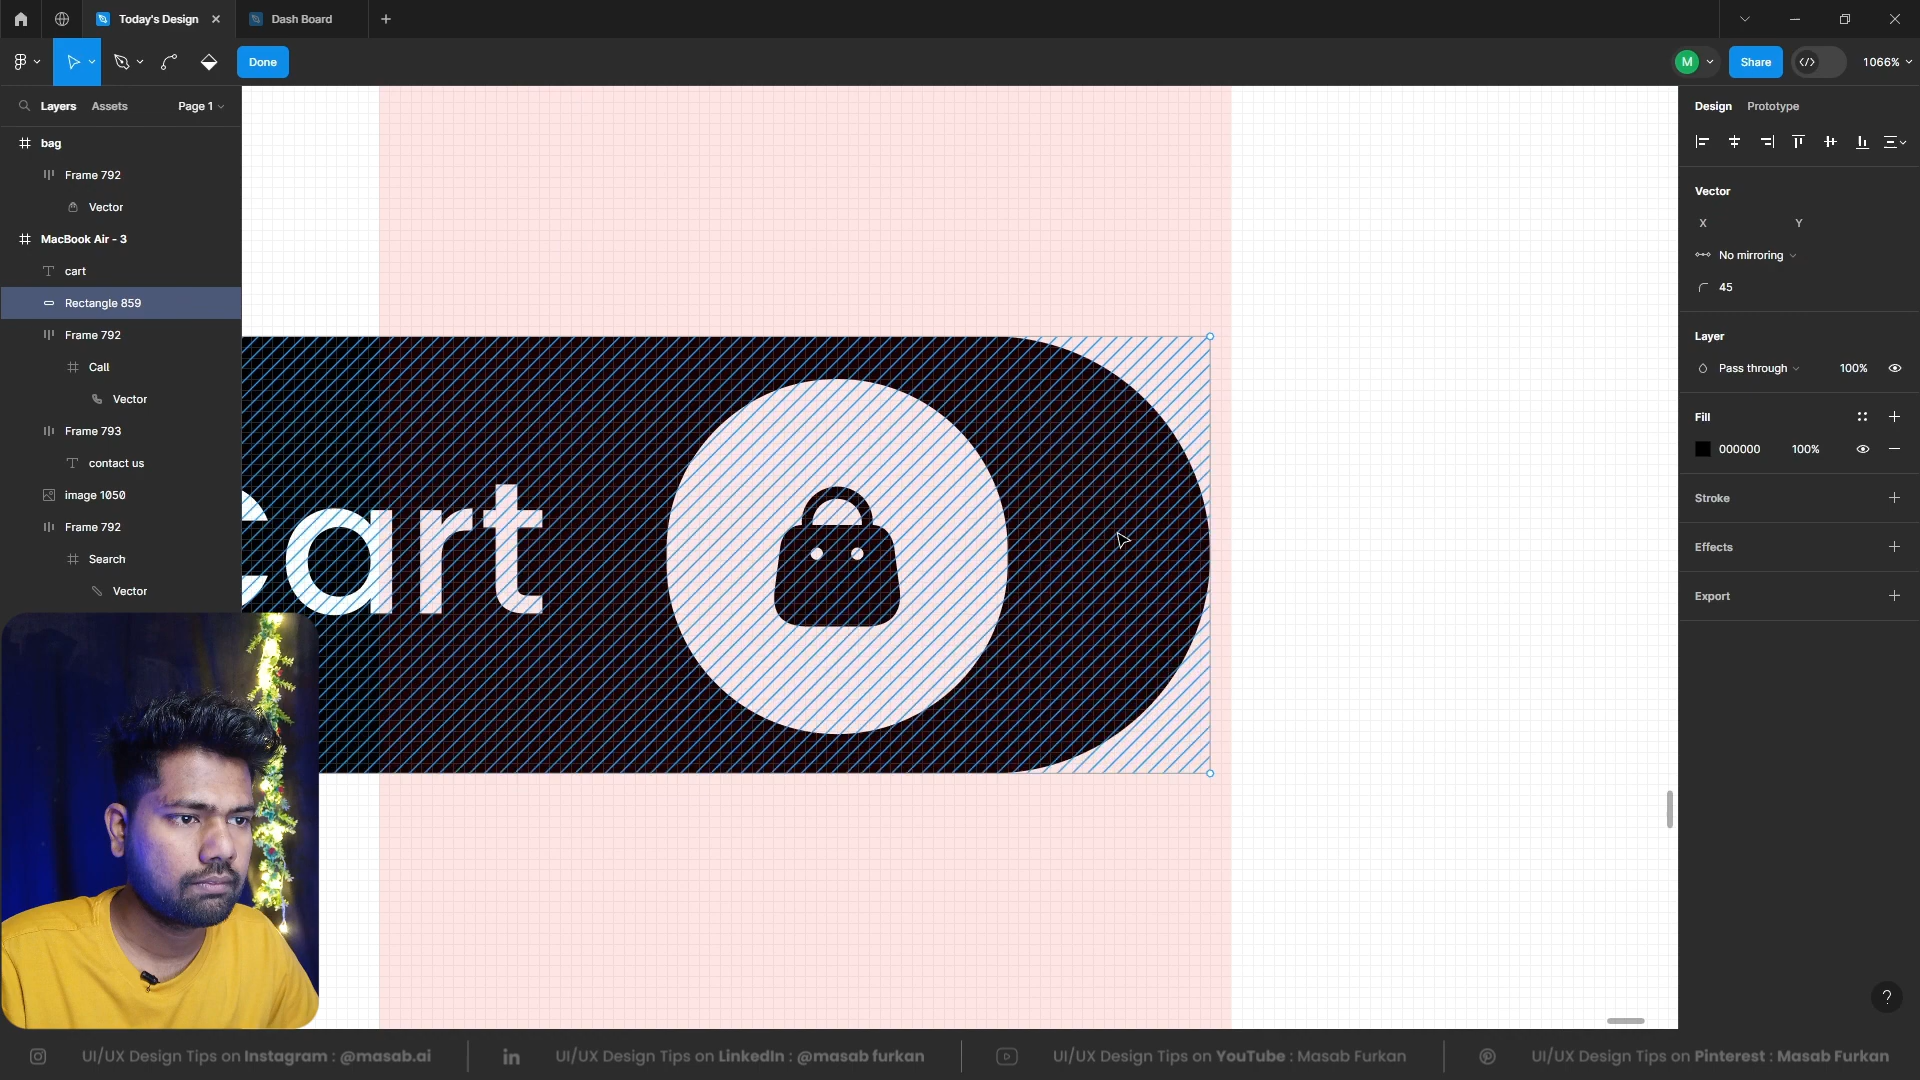 Today's Design
Dash Board
Done
M
Share
1066%
Layers
Assets
Page 1
bag
Frame 792
Vector
MacBook Air - 3
cart
Rectangle 859
Frame 792
Call
Vector
Frame 793
contact us
image 1050
Frame 792
Search
Vector
Cart
Design
Prototype
Vector
X
Y
No mirroring
45
Layer
Pass through
100%
Fill
000000
100%
Stroke
Effects
Export
?
UI/UX Design Tips on Instagram : @masab.ai
in
UI/UX Design Tips on LinkedIn : @masab furkan
UI/UX Design Tips on YouTube : Masab Furkan
UI/UX Design Tips on Pinterest : Masab Furkan